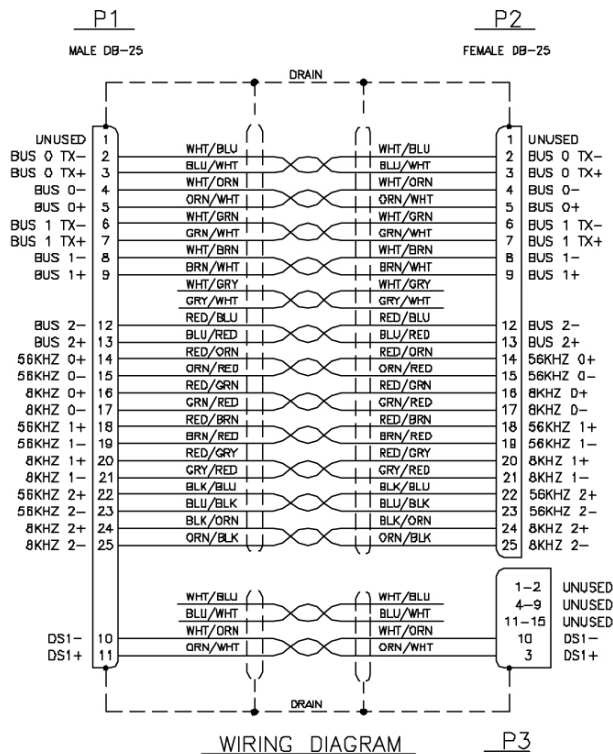 P1 P2
MALE DB-25 FEMALE DB-25
DRAIN
UNUSED 1 1 UNUSED
BUS 0 TX- 2 WHT/BLU WHT/BLU 2 BUS 0 TX-
BUS 0 TX+ 3 BLU/WHT BLU/WHT 3 BUS 0 TX+
BUS 0- 4 WHT/ORN WHT/ORN 4 BUS 0-
BUS 0+ 5 ORN/WHT ORN/WHT 5 BUS 0+
BUS 1 TX- 6 WHT/GRN WHT/GRN 6 BUS 1 TX-
BUS 1 TX+ 7 GRN/WHT GRN/WHT 7 BUS 1 TX+
BUS 1- 8 WHT/BRN WHT/BRN 8 BUS 1-
BUS 1+ 9 BRN/WHT BRN/WHT 9 BUS 1+
WHT/GRY WHT/GRY
GRY/WHT GRY/WHT
BUS 2- 12 RED/BLU RED/BLU 12 BUS 2-
BUS 2+ 13 BLU/RED BLU/RED 13 BUS 2+
56KHZ 0+ 14 RED/ORN RED/ORN 14 56KHZ 0+
56KHZ 0- 15 ORN/RED ORN/RED 15 56KHZ 0-
8KHZ 0+ 16 RED/GRN RED/GRN 16 8KHZ 0+
8KHZ 0- 17 GRN/RED GRN/RED 17 8KHZ 0-
56KHZ 1+ 18 RED/BRN RED/BRN 18 56KHZ 1+
56KHZ 1- 19 BRN/RED BRN/RED 19 56KHZ 1-
8KHZ 1+ 20 RED/GRY RED/GRY 20 8KHZ 1+
8KHZ 1- 21 GRY/RED GRY/RED 21 8KHZ 1-
56KHZ 2+ 22 BLK/BLU BLK/BLU 22 56KHZ 2+
56KHZ 2- 23 BLU/BLK BLU/BLK 23 56KHZ 2-
8KHZ 2+ 24 BLK/ORN BLK/ORN 24 8KHZ 2+
8KHZ 2- 25 ORN/BLK ORN/BLK 25 8KHZ 2-
1-2 UNUSED
WHT/BLU WHT/BLU 4-9 UNUSED
BLU/WHT BLU/WHT 11-15 UNUSED
DS1- 10 WHT/ORN WHT/ORN 10 DS1-
DS1+ 11 ORN/WHT ORN/WHT 3 DS1+
DRAIN
WIRING DIAGRAM P3